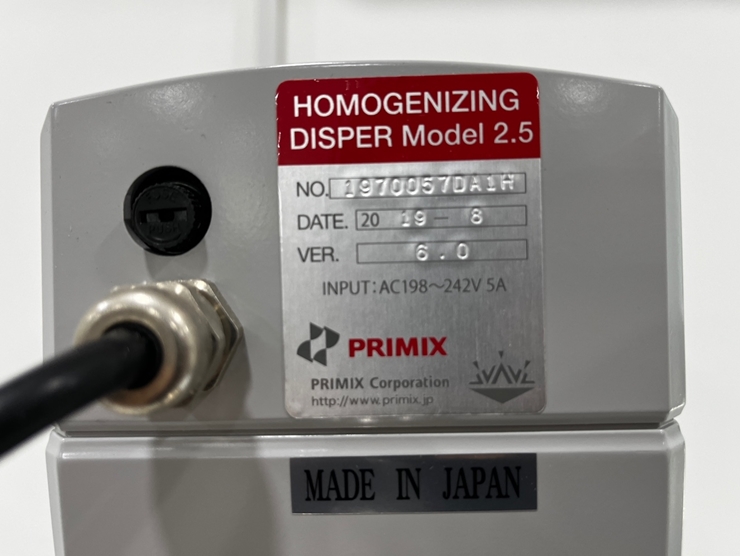 HOMOGENIZING
DISPER Model 2.5
NO. 1970057DA1H
DATE. 20 19 - 8
VER. 6.0
INPUT:AC198~242V 5A
PRIMIX
PRIMIX Corporation
http://www.primix.jp
MADE IN JAPAN